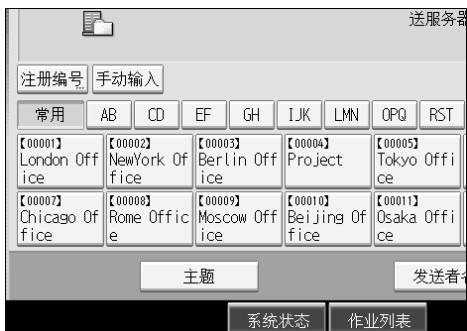 送服务器
注册编号 手动输入
常用 AB CD EF GH IJK LMN OPQ RST
【00001】 【00002】 【00003】 【00004】 【00005】
London Off NewYork Of Berlin Off Project Tokyo Offi
ice ffice ice ce
【00007】 【00008】 【00009】 【00010】 【00011】
Chicago Of Rome Offic Moscow Off Beijing Of Osaka Offi
ffice e ice ffice ce
主题 发送者
系统状态 作业列表